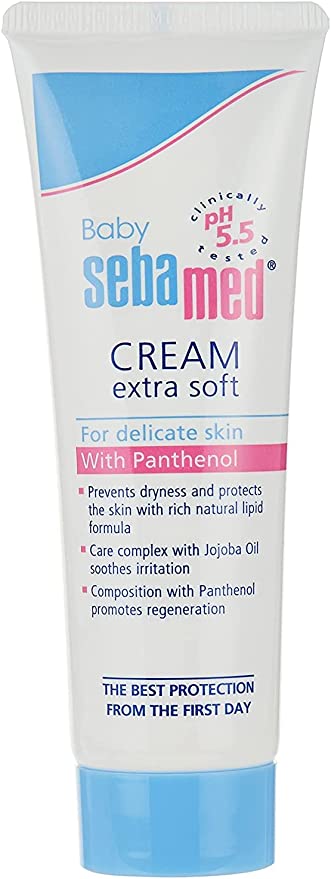 clinically
pH
5.5
tested
Baby
sebamed®
CREAM
extra soft
For delicate skin
With Panthenol
▪ Prevents dryness and protects
the skin with rich natural lipid
formula
▪ Care complex with Jojoba Oil
soothes irritation
▪ Composition with Panthenol
promotes regeneration
THE BEST PROTECTION
FROM THE FIRST DAY